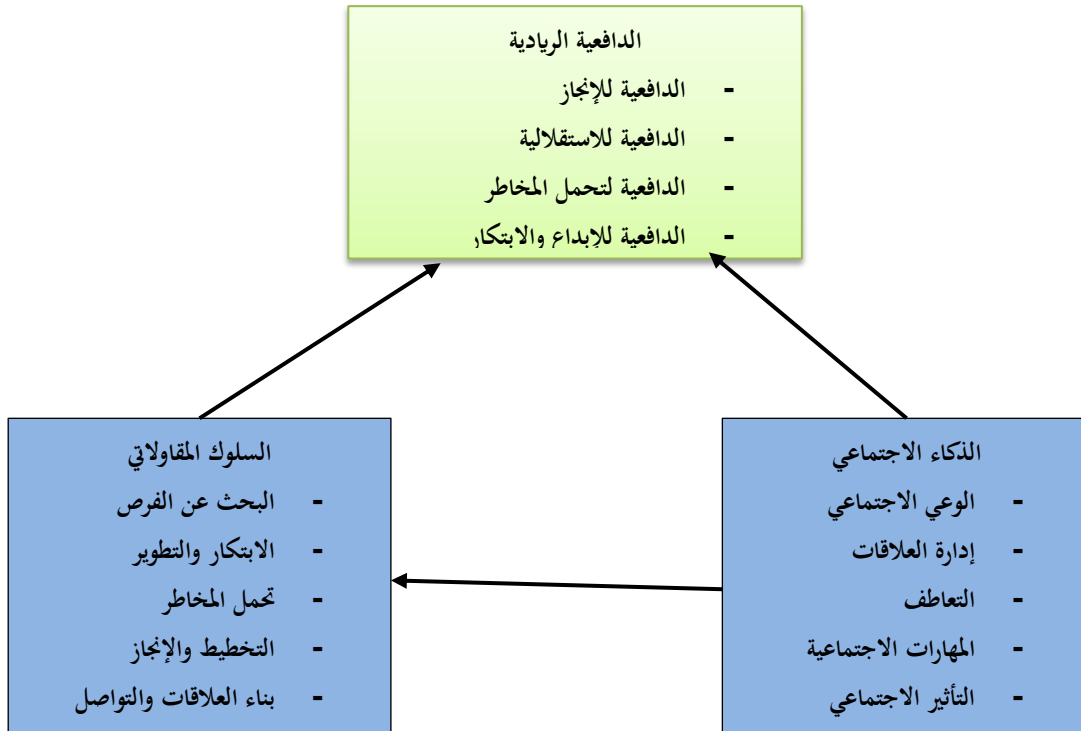 الدافعية الريادية
- الدافعية للإنجاز
- الدافعية للاستقلالية
- الدافعية لتحمل المخاطر
- الدافعية للإبداع والابتكار
الذكاء الاجتماعي
- الوعي الاجتماعي
- إدارة العلاقات
- التعاطف
- المهارات الاجتماعية
- التأثير الاجتماعي
السلوك المقاولاتي
- البحث عن الفرص
- الابتكار والتطوير
- تحمل المخاطر
- التخطيط والإنجاز
- بناء العلاقات والتواصل